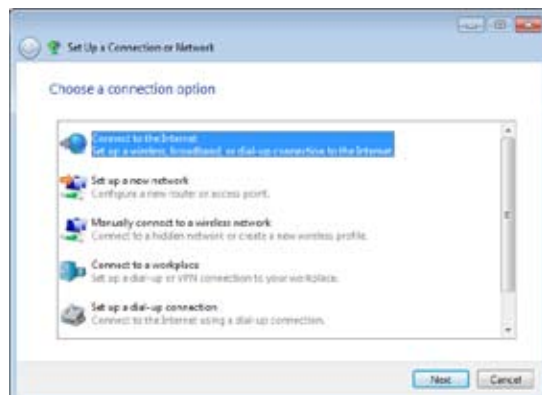 Set Up a Connection or Network
Choose a connection option
Connect to the Internet
Set up a wireless, broadband, or dial-up connection to the Internet.
Set up a new network
Configure a new router or access point.
Manually connect to a wireless network
Connect to a hidden network or create a new wireless profile.
Connect to a workplace
Set up a dial-up or VPN connection to your workplace.
Set up a dial-up connection
Connect to the Internet using a dial-up connection.
Next
Cancel